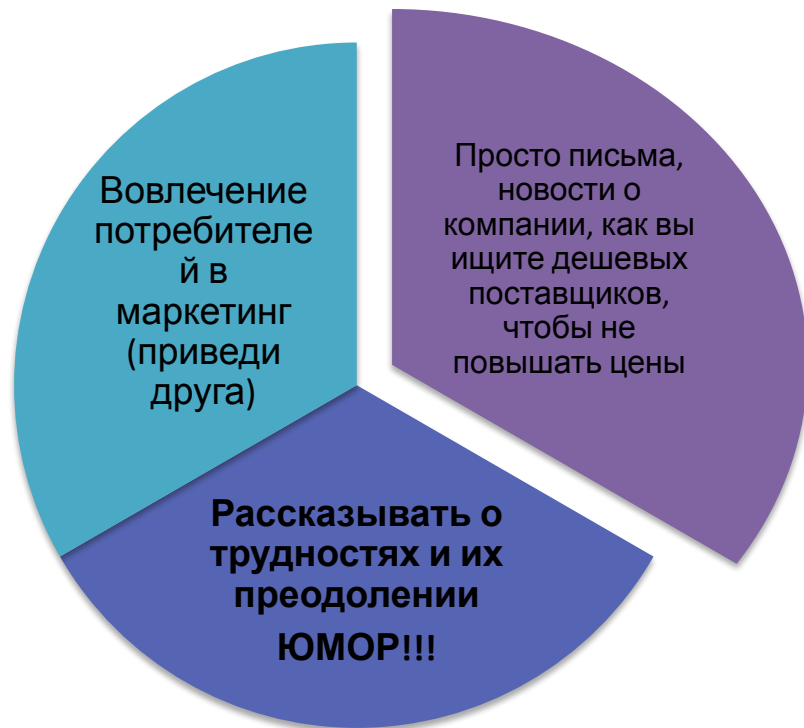 Просто письма,
новости о
компании, как вы
ищите дешевых
поставщиков,
чтобы не
повышать цены
Рассказывать о
трудностях и их
преодолении
ЮМОР!!!
Вовлечение
потребителе
й в
маркетинг
(приведи
друга)